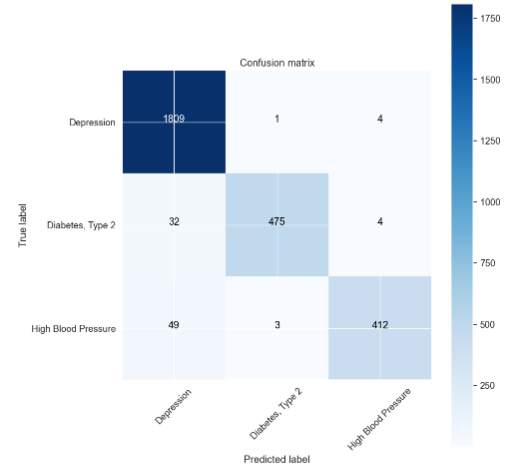 Confusion matrix
True label
Depression
1809
1
4
Diabetes, Type 2
32
475
4
High Blood Pressure
49
3
412
Depression
Diabetes, Type 2
High Blood Pressure
Predicted label
1750
1500
1250
1000
750
500
250